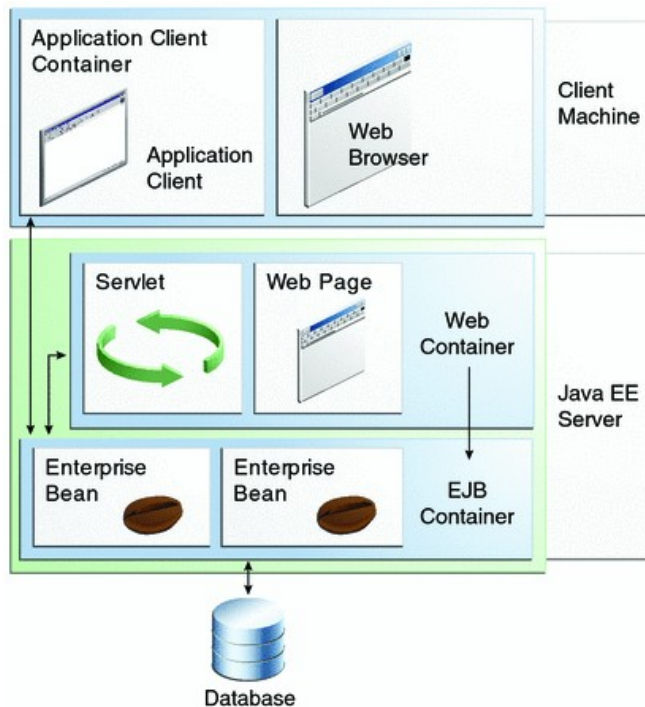 Application Client
Container
Application
Client
Web
Browser
Client
Machine
Servlet
Web Page
Web
Container
Java EE
Server
Enterprise
Bean
Enterprise
Bean
EJB
Container
Database